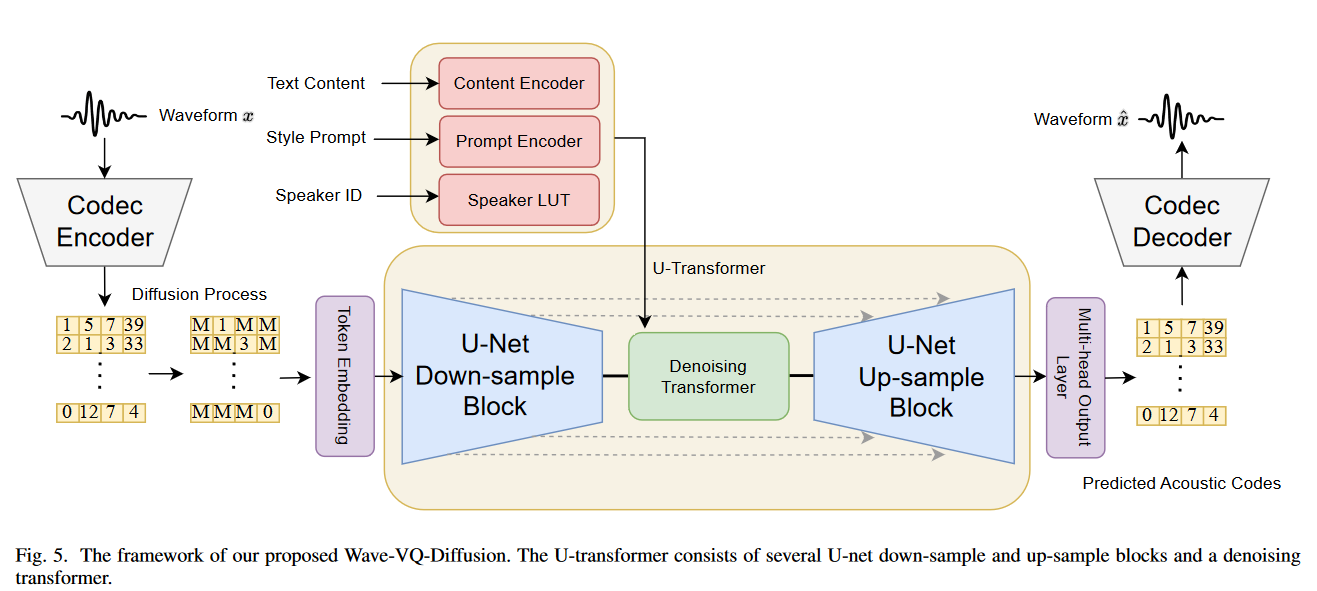 Text Content
Content Encoder
Waveform x
Style Prompt
Prompt Encoder
Speaker ID
Speaker LUT
Waveform x̂
Codec
Encoder
Codec
Decoder
U-Transformer
Diffusion Process
1 5 7 39
2 1 3 33
0 12 7 4
M 1 M M
M M 3 M
M M M 0
Token Embedding
U-Net
Down-sample
Block
Denoising
Transformer
U-Net
Up-sample
Block
Multi-head Output
Layer
1 5 7 39
2 1 3 33
0 12 7 4
Predicted Acoustic Codes
Fig. 5. The framework of our proposed Wave-VQ-Diffusion. The U-transformer consists of several U-net down-sample and up-sample blocks and a denoising
transformer.